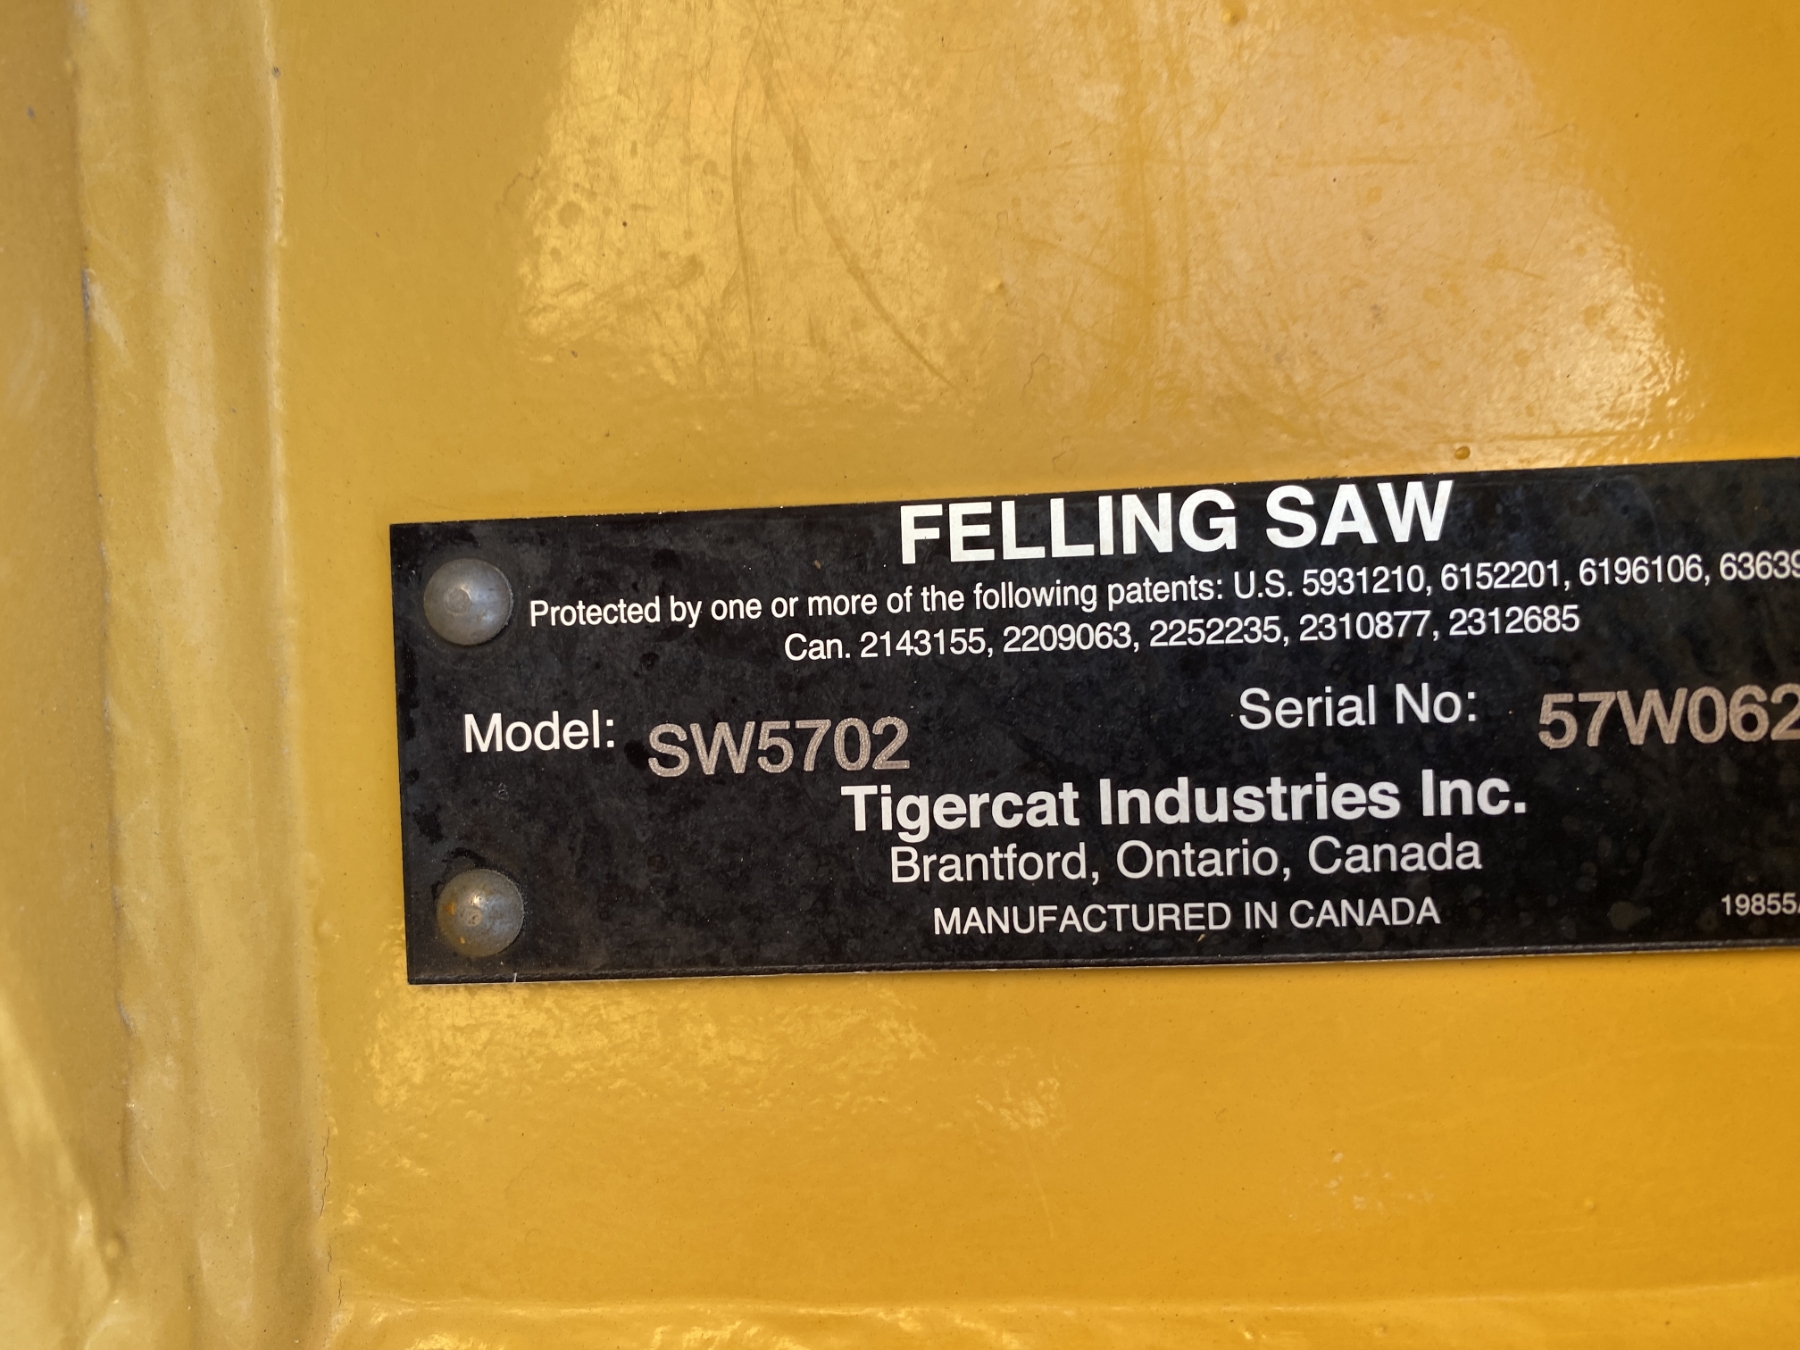 FELLING SAW
Protected by one or more of the following patents: U.S. 5931210, 6152201, 6196106, 63639
Can. 2143155, 2209063, 2252235, 2310877, 2312685
Model: SW5702 Serial No: 57W062
Tigercat Industries Inc.
Brantford, Ontario, Canada
MANUFACTURED IN CANADA
19855